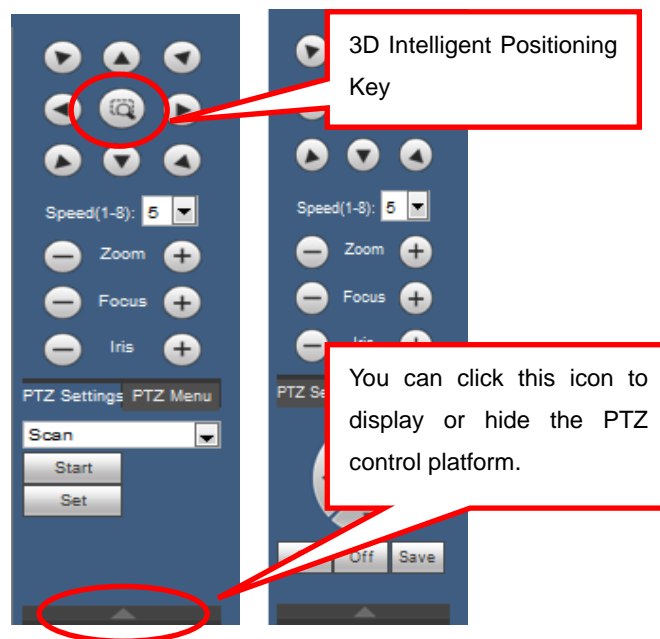 3D Intelligent Positioning
Key
Speed(1-8): 5
Speed(1-8): 5
Zoom
Zoom
Focus
Focus
Iris
PTZ Settings PTZ Menu
PTZ Se
You can click this icon to
display or hide the PTZ
control platform.
Scan
Start
Set
Off Save